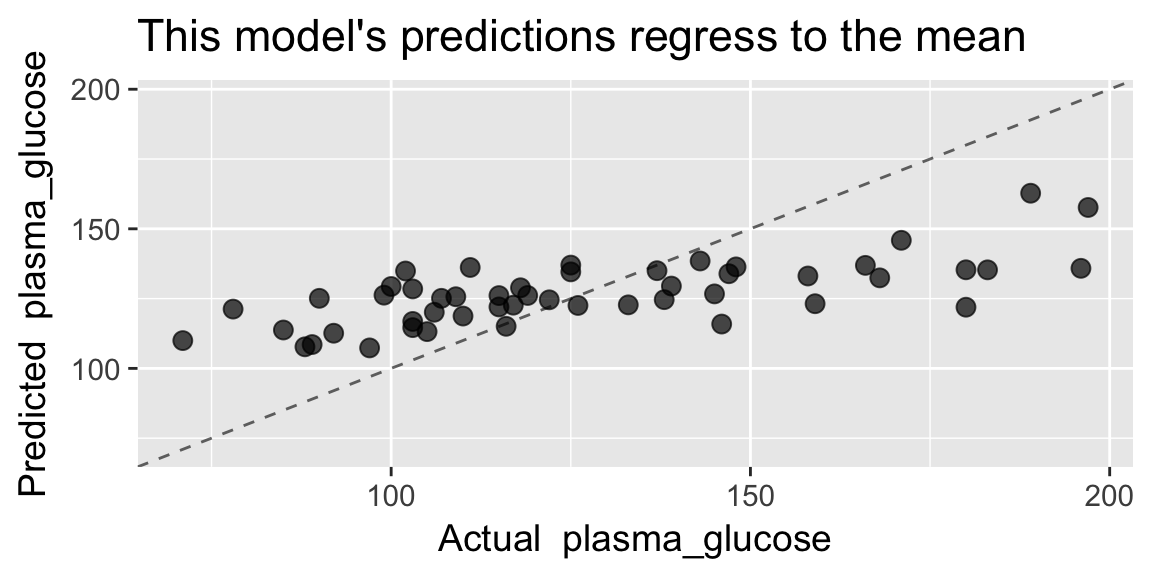 This model's predictions regress to the mean
Predicted  plasma_glucose
200
150
100
100
150
200
Actual  plasma_glucose